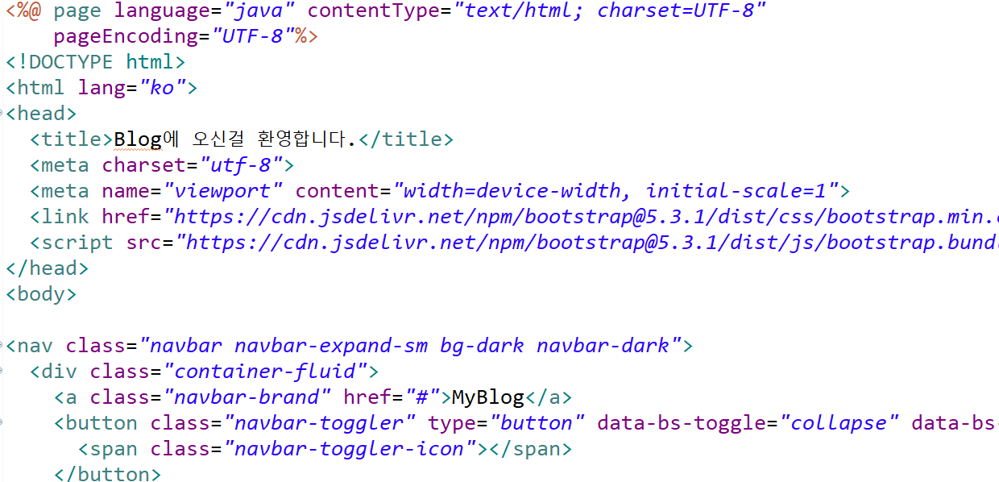 <%@ page language="java" contentType="text/html; charset=UTF-8"
    pageEncoding="UTF-8"%>
<!DOCTYPE html>
<html lang="ko">
<head>
  <title>Blog에 오신걸 환영합니다.</title>
  <meta charset="utf-8">
  <meta name="viewport" content="width=device-width, initial-scale=1">
  <link href="https://cdn.jsdelivr.net/npm/bootstrap@5.3.1/dist/css/bootstrap.min.
  <script src="https://cdn.jsdelivr.net/npm/bootstrap@5.3.1/dist/js/bootstrap.bund
</head>
<body>
<nav class="navbar navbar-expand-sm bg-dark navbar-dark">
  <div class="container-fluid">
    <a class="navbar-brand" href="#">MyBlog</a>
    <button class="navbar-toggler" type="button" data-bs-toggle="collapse" data-bs-
      <span class="navbar-toggler-icon"></span>
    </button>